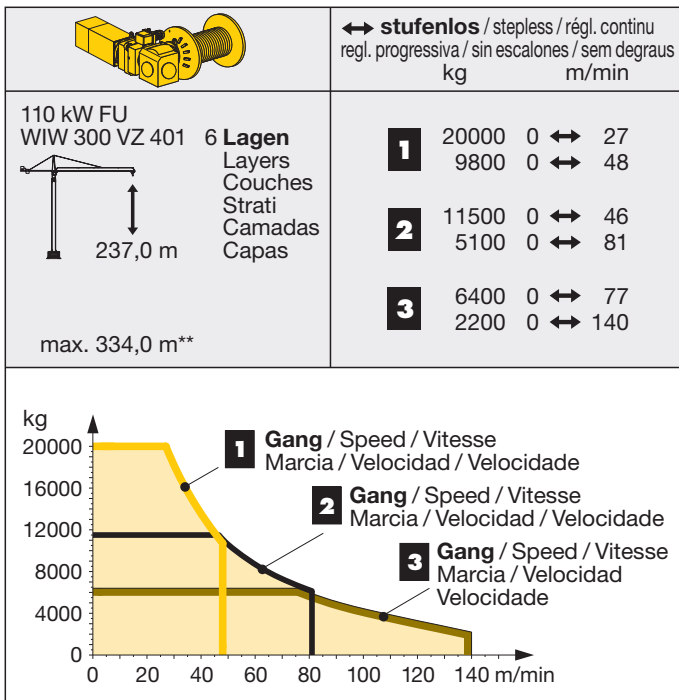 ↔ stufenlos / stepless / régl. continu
regl. progressiva / sin escalones / sem degraus
kg m/min
110 kW FU
WIW 300 VZ 401 6 Lagen
Layers
Couches
Strati
Camadas
Capas
237,0 m
max. 334,0 m**
1 20000 0 ↔ 27
9800 0 ↔ 48
2 11500 0 ↔ 46
5100 0 ↔ 81
3 6400 0 ↔ 77
2200 0 ↔ 140
kg
20000
16000
12000
8000
4000
0
1 Gang / Speed / Vitesse
Marcia / Velocidad / Velocidade
2 Gang / Speed / Vitesse
Marcia / Velocidad / Velocidade
3 Gang / Speed / Vitesse
Marcia / Velocidad
Velocidade
0 20 40 60 80 100 120 140 m/min